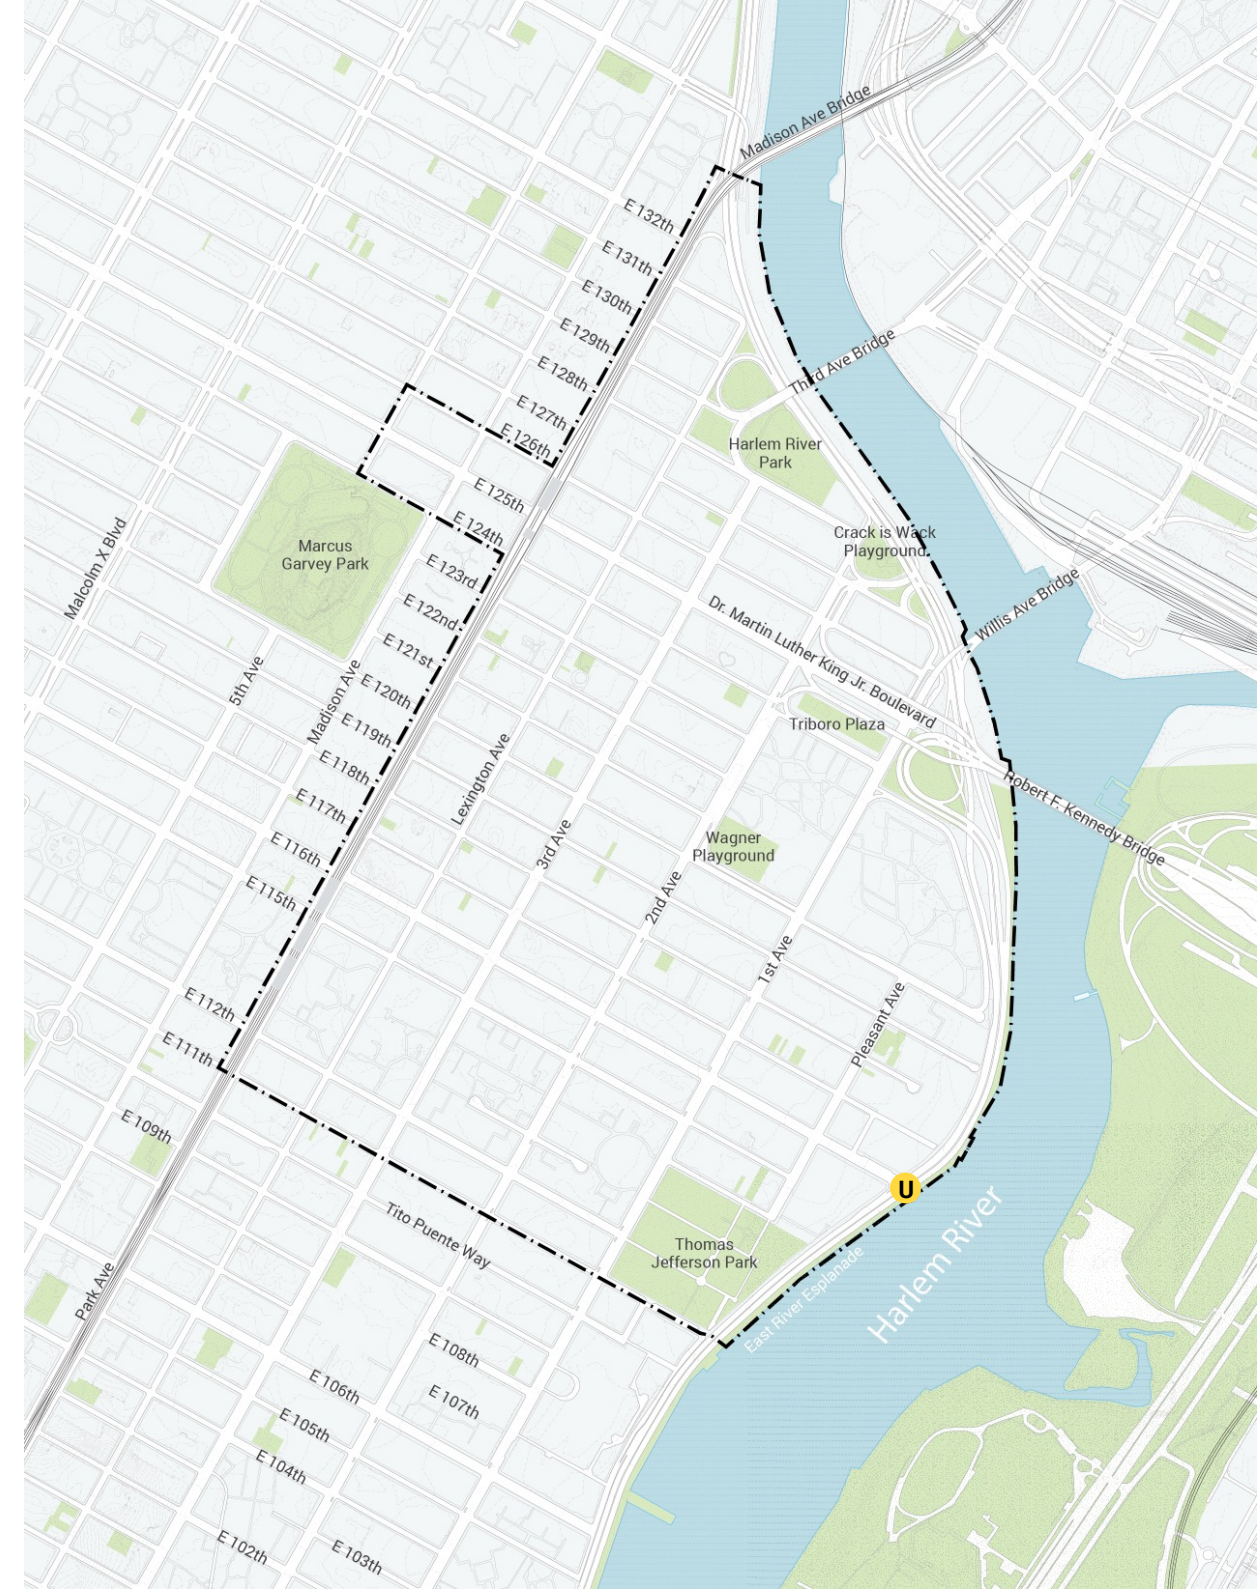 Madison Ave Bridge
E 132th
E 131th
E 130th
E 129th
Third Ave Bridge
E 128th
E 127th
E 126th
Harlem River
Park
E 125th
E 124th
Crack is Wack
Playground
Marcus
Garvey Park
Malcolm X Blvd
E 123rd
Willis Ave Bridge
E 122nd
Dr. Martin Luther King Jr. Boulevard
E 121st
5th Ave
Madison Ave
E 120th
E 119th
Triboro Plaza
E 118th
Lexington Ave
E 117th
Robert F. Kennedy Bridge
3rd Ave
Wagner
Playground
E 116th
2nd Ave
E 115th
1st Ave
E 112th
Pleasant Ave
E 111th
E 109th
U
Tito Puente Way
Thomas
Jefferson Park
Harlem River
East River Esplanade
Park Ave
E 108th
E 106th
E 107th
E 105th
E 104th
E 102th
E 103th